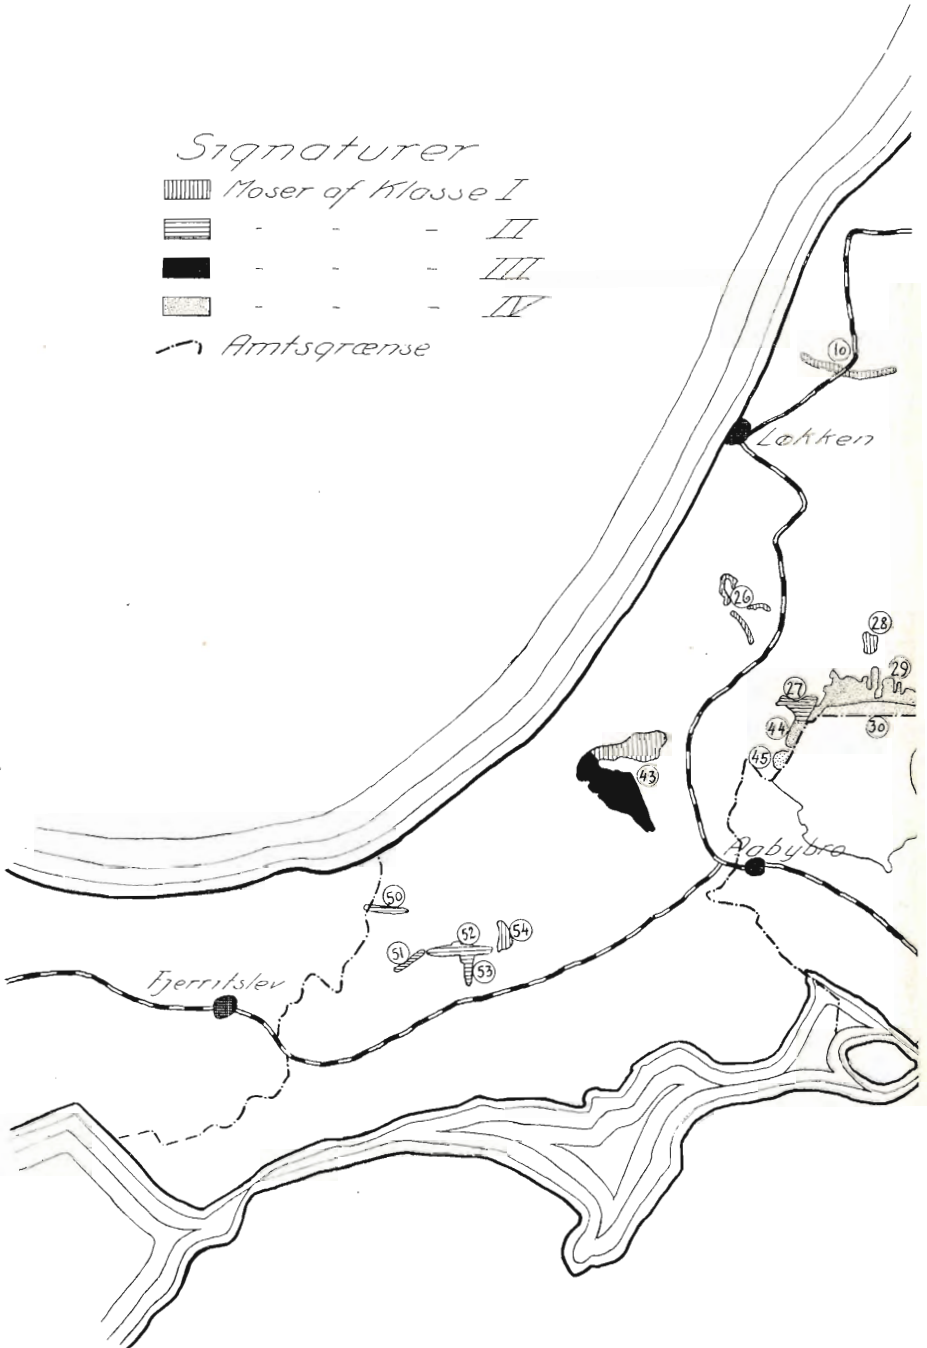 Signaturer
Moser af Klasse I
- - - II
- - - III
- - - IV
Amtsgrænse
10
Løkken
26
28
29
27
30
44
45
43
Aabybro
50
52
54
51
53
Fjerritslev